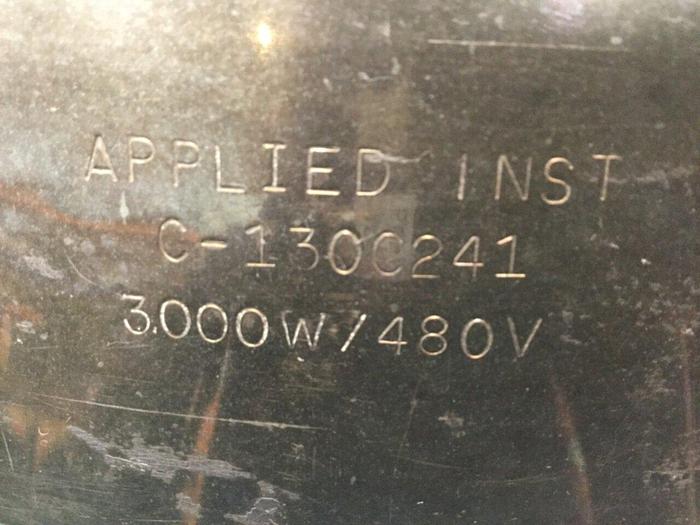 APPLIED INST
C-130C241
3.000W/480V